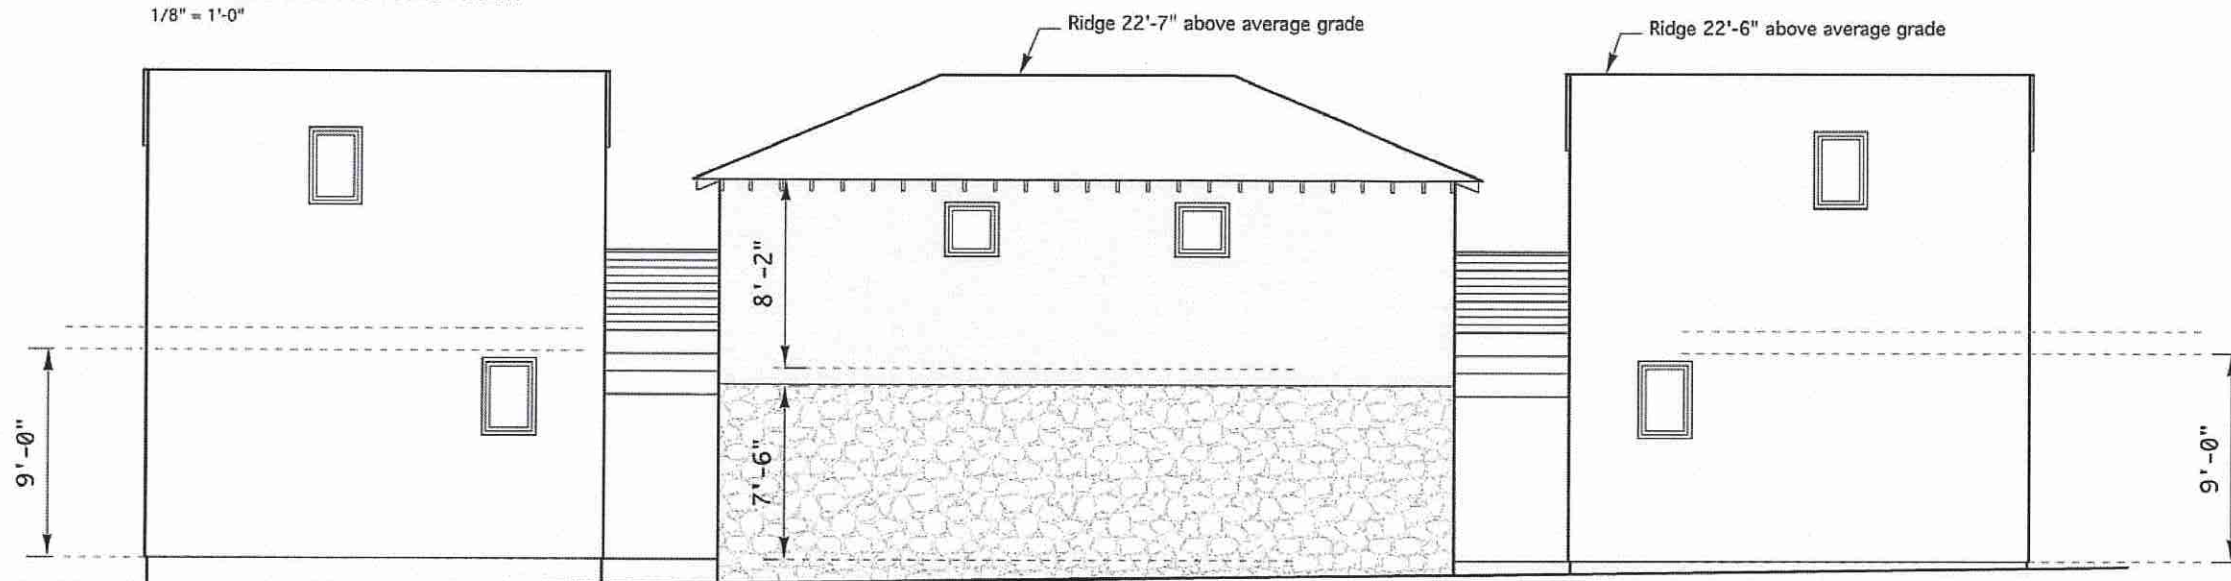 1/8" = 1'-0"
Ridge 22'-7" above average grade
Ridge 22'-6" above average grade
8'-2"
7'-6"
9'-0"
9'-0"